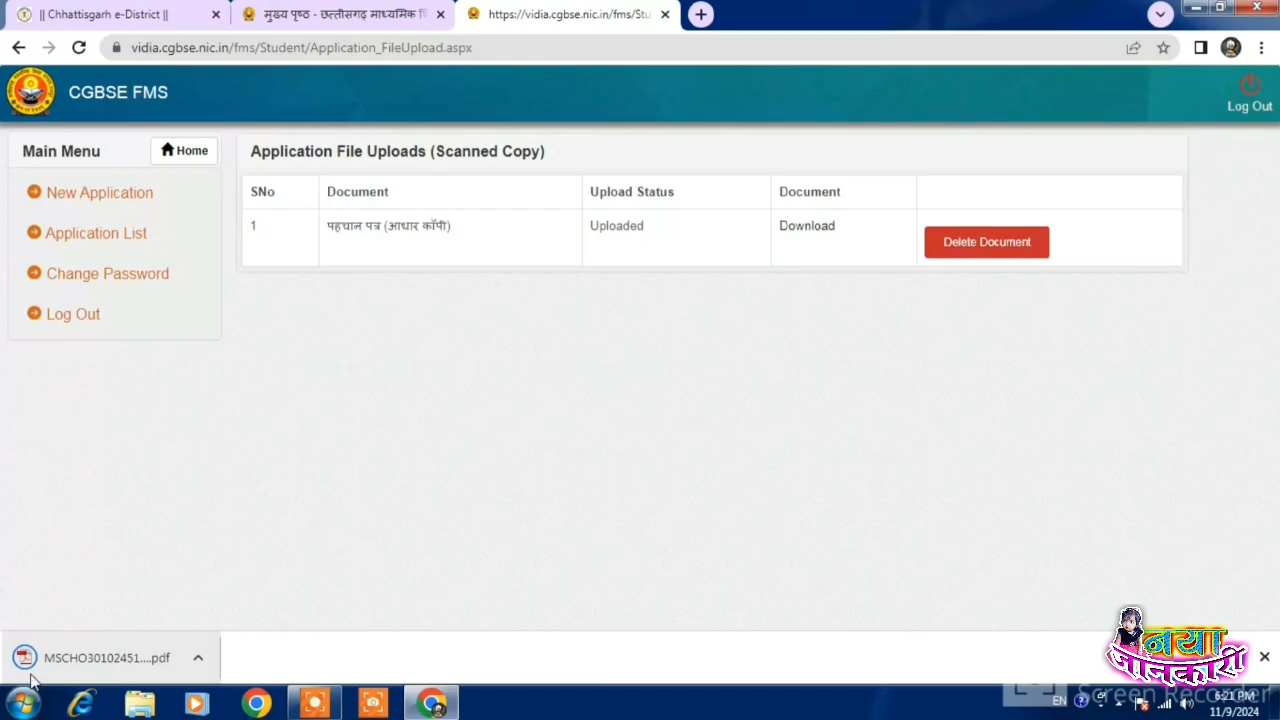 || Chhattisgarh e-District ||
मुख्य पृष्ठ - छत्तीसगढ़ माध्यमिक
https://vidia.cgbse.nic.in/fms/Stu
vidia.cgbse.nic.in/fms/Student/Application_FileUpload.aspx
CGBSE FMS
Log Out
Main Menu
Home
New Application
Application List
Change Password
Log Out
Application File Uploads (Scanned Copy)
SNo Document Upload Status Document
1 पहचान पत्र (आधार कॉपी) Uploaded Download Delete Document
MSCHO30102451....pdf
नया
जानकारी
Screen Recorder
EN
6:21 PM
11/9/2024